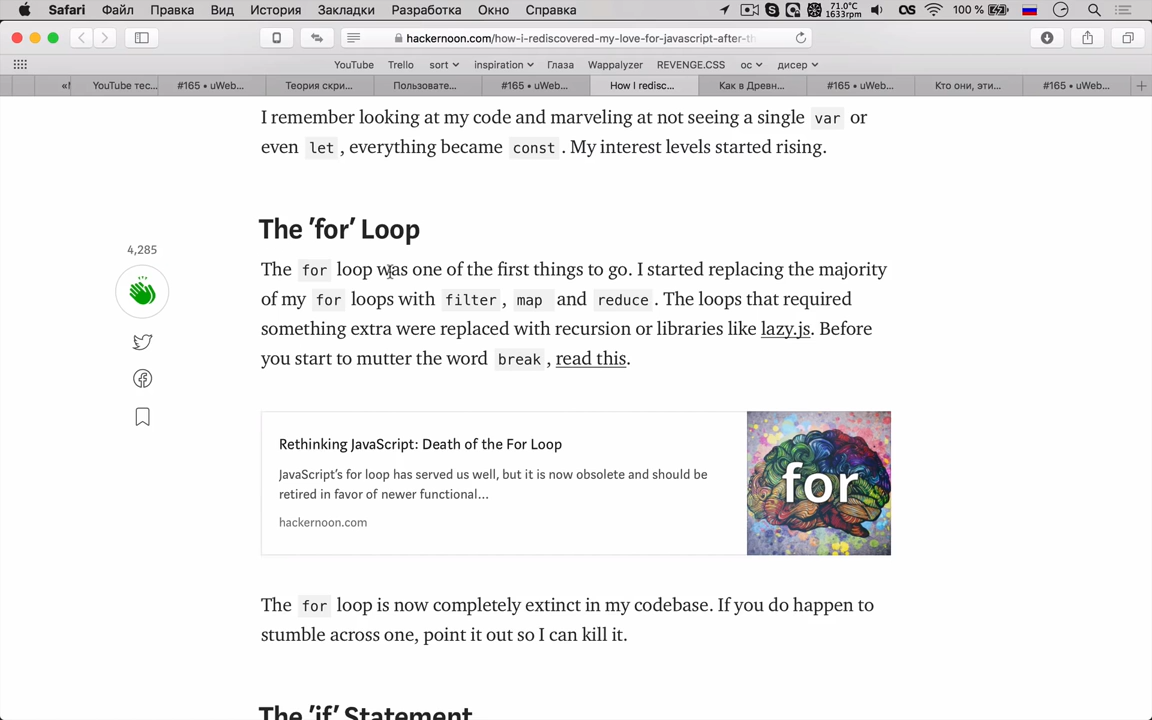 Safari Файл Правка Вид История Закладки Разработка Окно Справка 71.0°C 1633rpm 100 %
hackernoon.com/how-i-rediscovered-my-love-for-javascript-after-th
YouTube Trello sort inspiration Глаза Wappalyzer REVENGE.CSS ос дисер
«М YouTube тес... #165 • uWeb... Теория скри... Пользовате... #165 • uWeb... How I redisc... Как в Древн... #165 • uWeb... Кто они, эти... #165 • uWeb...
I remember looking at my code and marveling at not seeing a single var or
even let , everything became const . My interest levels started rising.
The 'for' Loop
4,285
The for loop was one of the first things to go. I started replacing the majority
of my for loops with filter , map and reduce . The loops that required
something extra were replaced with recursion or libraries like lazy.js. Before
you start to mutter the word break , read this.
Rethinking JavaScript: Death of the For Loop
JavaScript's for loop has served us well, but it is now obsolete and should be
retired in favor of newer functional...
hackernoon.com
for
The for loop is now completely extinct in my codebase. If you do happen to
stumble across one, point it out so I can kill it.
The 'if' Statement